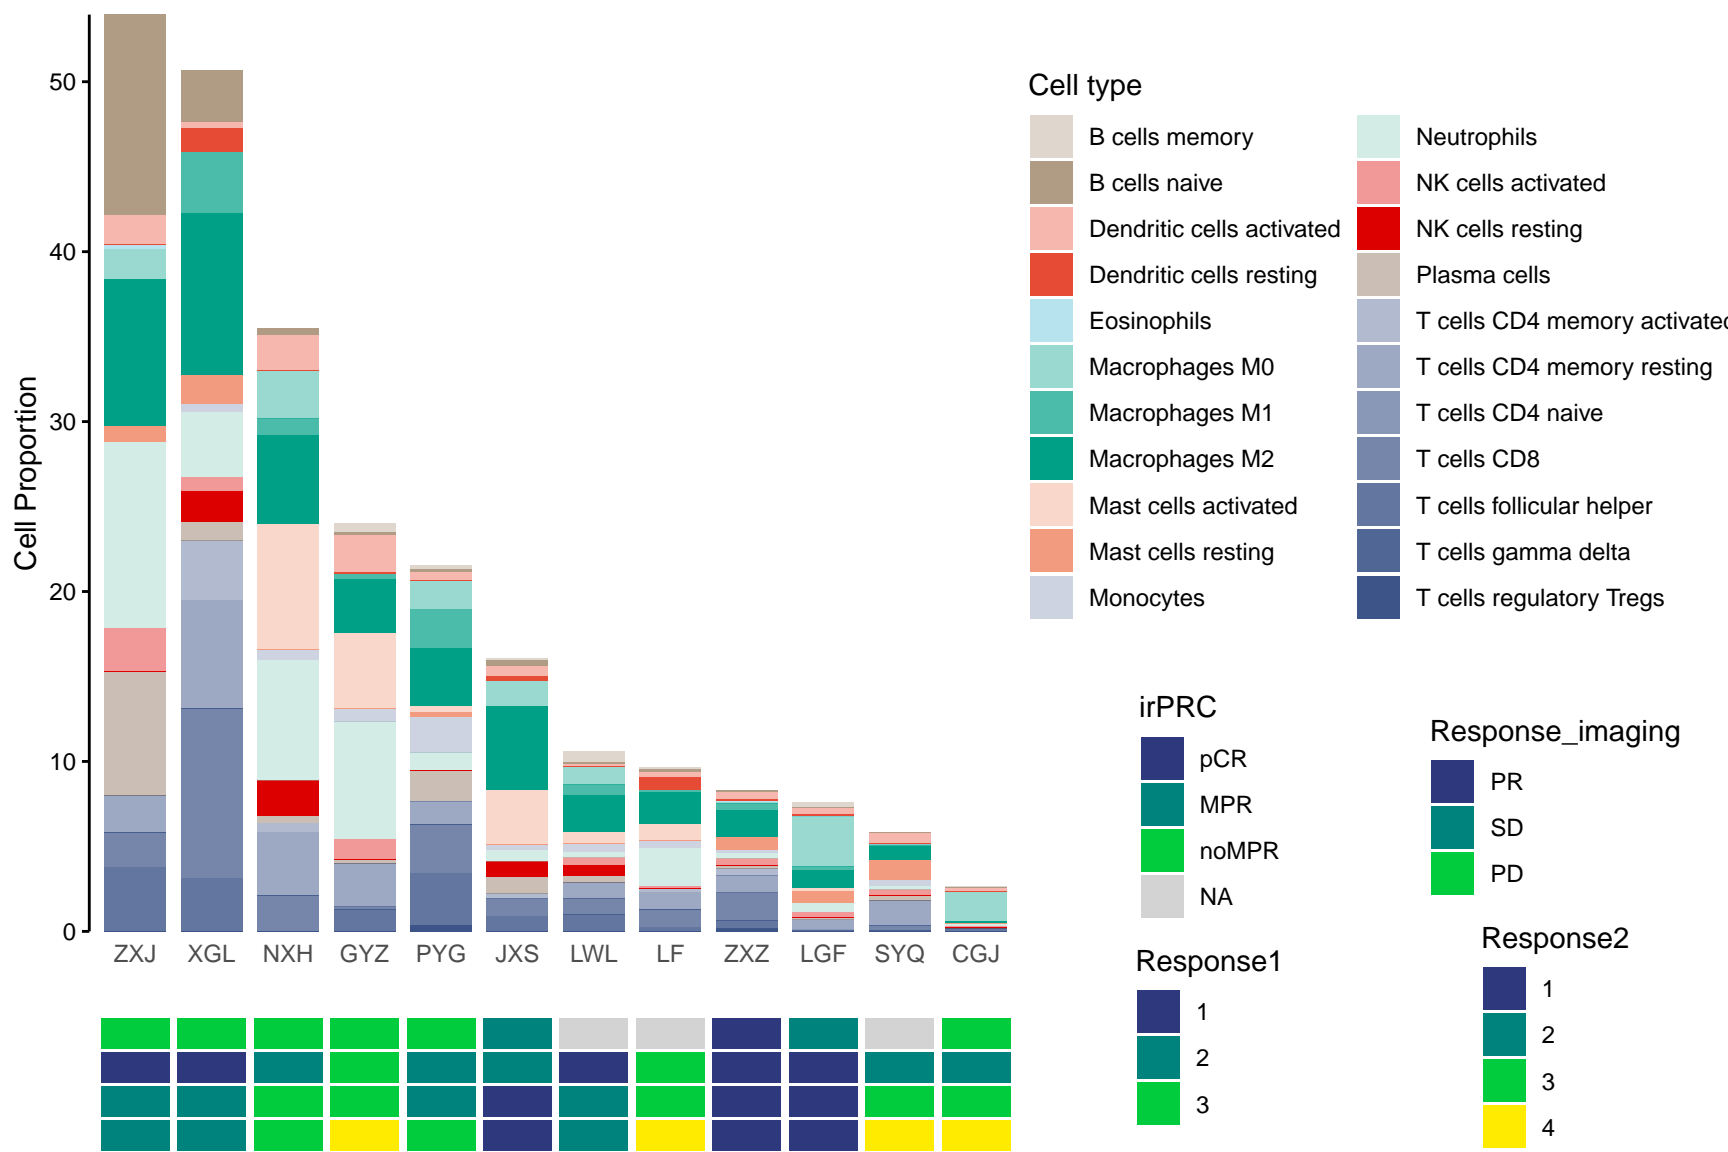 Cell Proportion
50
40
30
20
10
0
ZXJ XGL NXH GYZ PYG JXS LWL LF ZXZ LGF SYQ CGJ
Cell type
B cells memory
B cells naive
Dendritic cells activated
Dendritic cells resting
Eosinophils
Macrophages M0
Macrophages M1
Macrophages M2
Mast cells activated
Mast cells resting
Monocytes
Neutrophils
NK cells activated
NK cells resting
Plasma cells
T cells CD4 memory activated
T cells CD4 memory resting
T cells CD4 naive
T cells CD8
T cells follicular helper
T cells gamma delta
T cells regulatory Tregs
irPRC
pCR
MPR
noMPR
NA
Response_imaging
PR
SD
PD
Response1
1
2
3
Response2
1
2
3
4